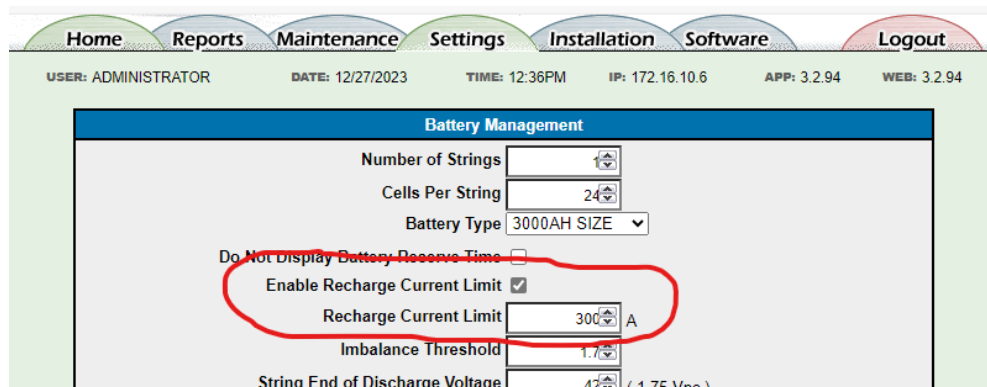 Home Reports Maintenance Settings Installation Software Logout
USER: ADMINISTRATOR DATE: 12/27/2023 TIME: 12:36PM IP: 172.16.10.6 APP: 3.2.94 WEB: 3.2.94
Battery Management
Number of Strings 1
Cells Per String 24
Battery Type 3000AH SIZE
Do Not Display Battery Reserve Time
Enable Recharge Current Limit
Recharge Current Limit 300 A
Imbalance Threshold 1.7
String End of Discharge Voltage 42 ( 1.75 Vpc )